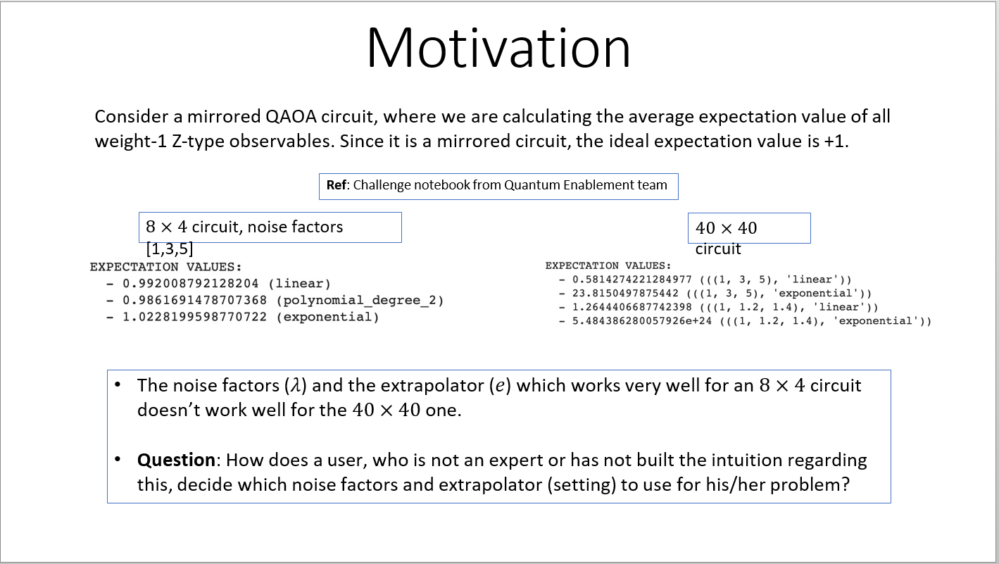 Motivation
Consider a mirrored QAOA circuit, where we are calculating the average expectation value of all
weight-1 Z-type observables. Since it is a mirrored circuit, the ideal expectation value is +1.
Ref: Challenge notebook from Quantum Enablement team
8 × 4 circuit, noise factors
[1,3,5]
EXPECTATION VALUES:
- 0.992008792128204 (linear)
- 0.9861691478707368 (polynomial_degree_2)
- 1.0228199598770722 (exponential)
40 × 40
circuit
EXPECTATION VALUES:
- 0.5814274221284977 (((1, 3, 5), 'linear'))
- 23.8150497875442 (((1, 3, 5), 'exponential'))
- 1.2644406687742398 (((1, 1.2, 1.4), 'linear'))
- 5.484386280057926e+24 (((1, 1.2, 1.4), 'exponential'))
• The noise factors (λ) and the extrapolator (e) which works very well for an 8 × 4 circuit
doesn’t work well for the 40 × 40 one.
• Question: How does a user, who is not an expert or has not built the intuition regarding
this, decide which noise factors and extrapolator (setting) to use for his/her problem?